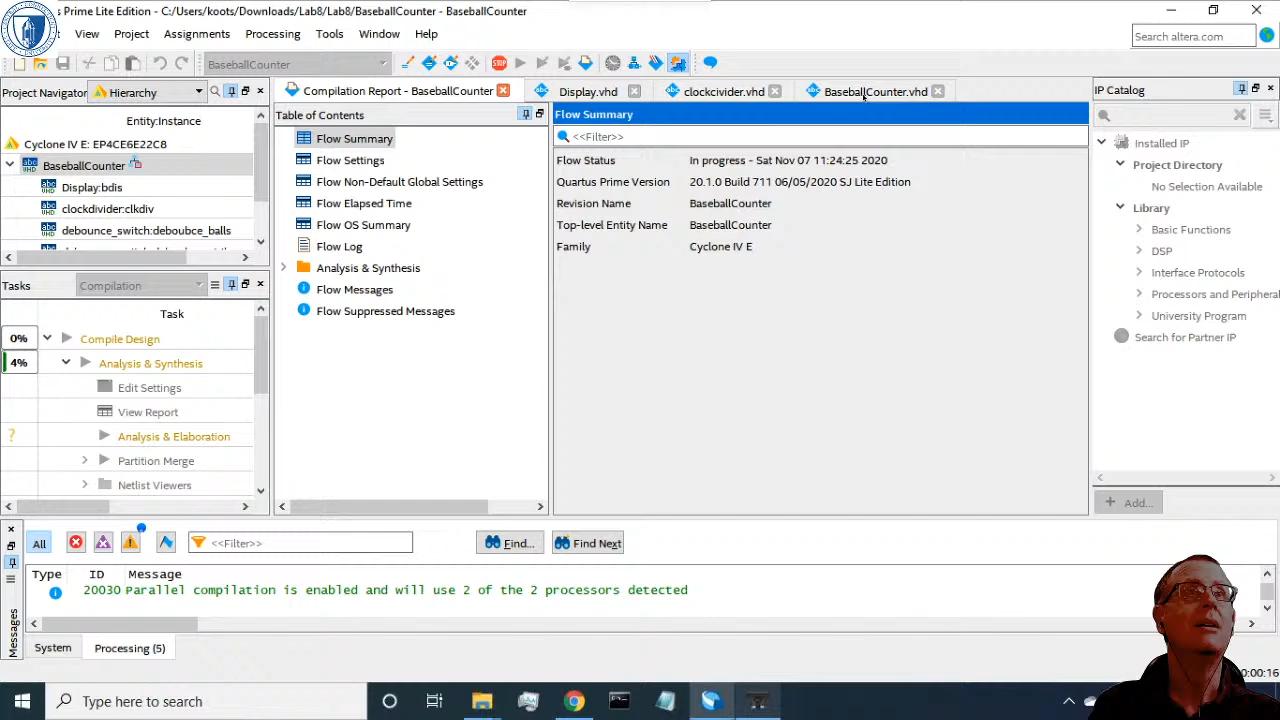 s Prime Lite Edition - C:/Users/koots/Downloads/Lab8/Lab8/BaseballCounter - BaseballCounter
View Project Assignments Processing Tools Window Help
Search altera.com
BaseballCounter
STOP
Project Navigator Hierarchy
Compilation Report - BaseballCounter
Display.vhd
clockcivider.vhd
BaseballCounter.vhd
IP Catalog
Entity:Instance
Cyclone IV E: EP4CE6E22C8
BaseballCounter
Display:bdis
clockdivider:clkdiv
debounce_switch:deboubce_balls
Tasks Compilation
Task
0% Compile Design
4% Analysis & Synthesis
Edit Settings
View Report
? Analysis & Elaboration
Partition Merge
Netlist Viewers
Table of Contents
Flow Summary
Flow Settings
Flow Non-Default Global Settings
Flow Elapsed Time
Flow OS Summary
Flow Log
Analysis & Synthesis
Flow Messages
Flow Suppressed Messages
Flow Summary
<<Filter>>
Flow Status In progress - Sat Nov 07 11:24:25 2020
Quartus Prime Version 20.1.0 Build 711 06/05/2020 SJ Lite Edition
Revision Name BaseballCounter
Top-level Entity Name BaseballCounter
Family Cyclone IV E
Installed IP
Project Directory
No Selection Available
Library
Basic Functions
DSP
Interface Protocols
Processors and Periphera
University Program
Search for Partner IP
+ Add...
All <<Filter>> Find... Find Next
Type ID Message
20030 Parallel compilation is enabled and will use 2 of the 2 processors detected
Messages
System Processing (5)
00:00:16
Type here to search